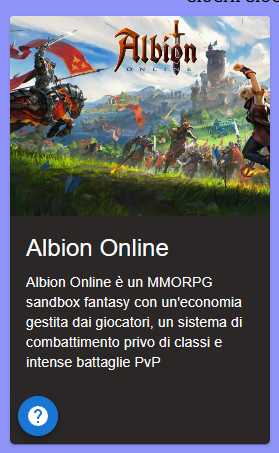 Albion
ONLINE
Albion Online
Albion Online è un MMORPG
sandbox fantasy con un'economia
gestita dai giocatori, un sistema di
combattimento privo di classi e
intense battaglie PvP
?